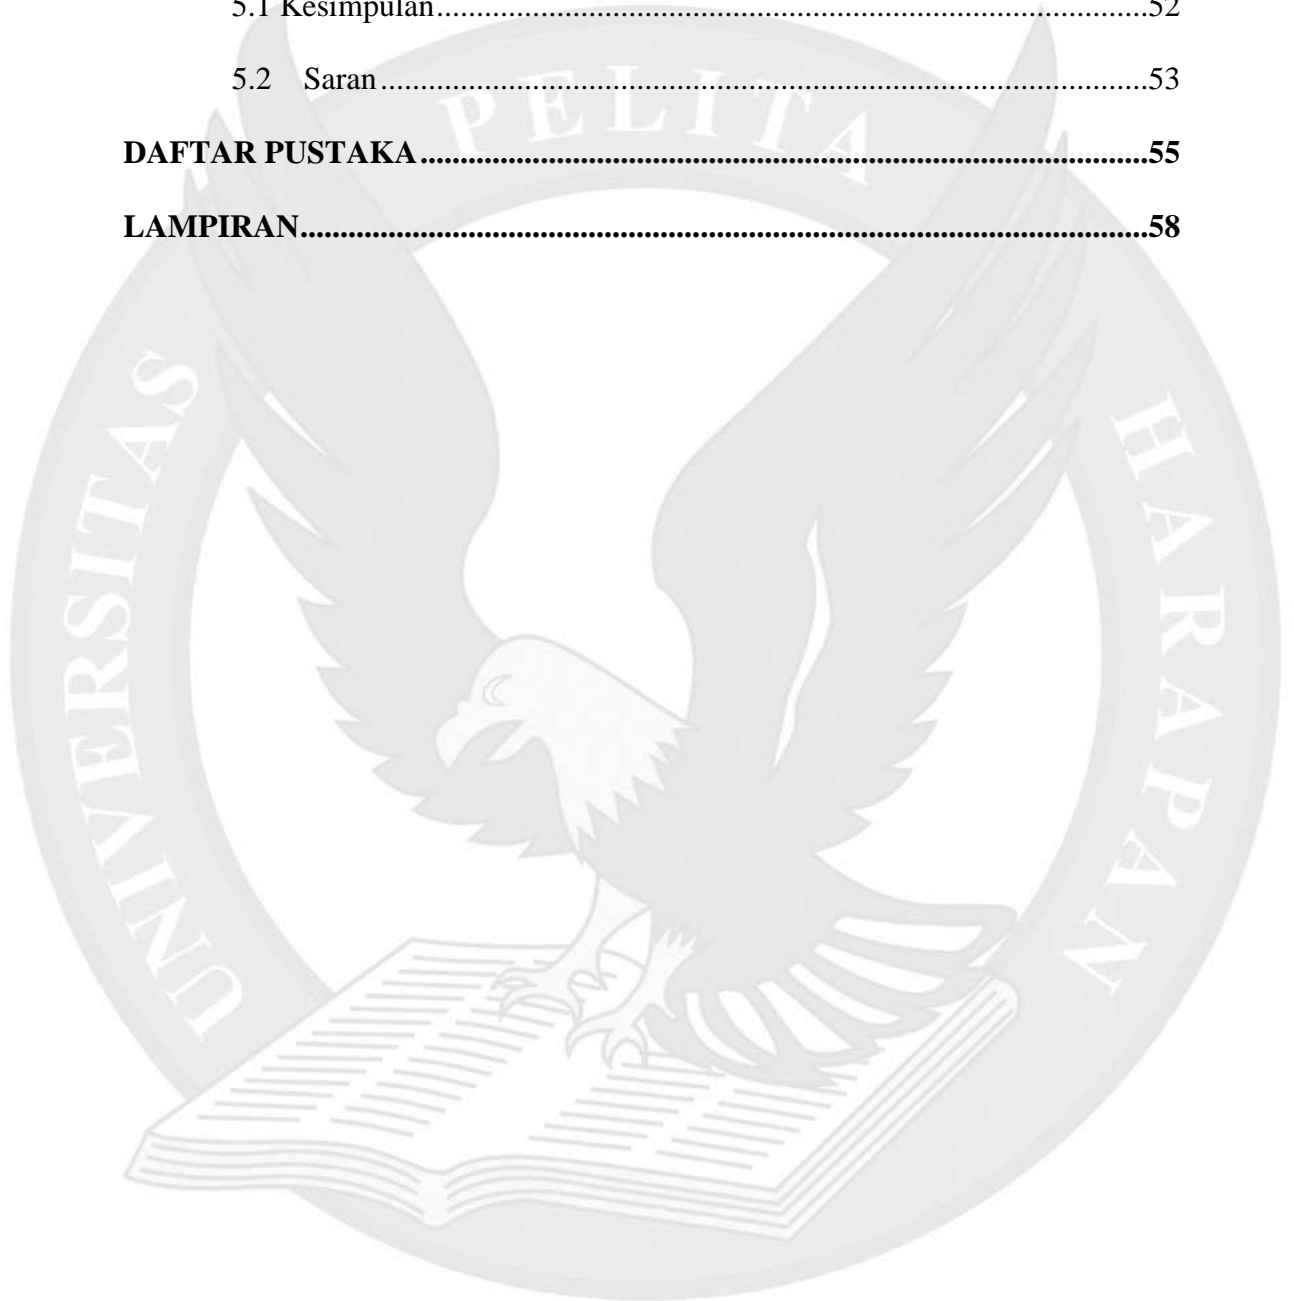 5.1 Kesimpulan..........................................................................................52
5.2 Saran.................................................................................................53
DAFTAR PUSTAKA...........................................................................................55
LAMPIRAN..........................................................................................................58
UNIVERSITAS PELITA HARAPAN